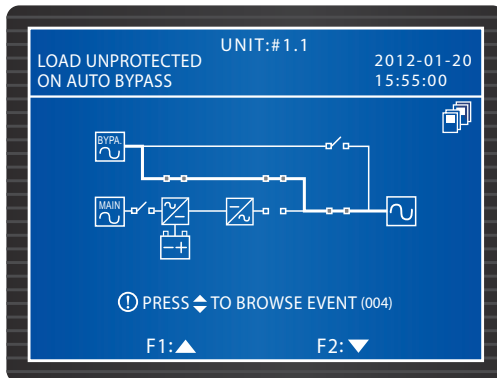 UNIT:#1.1
LOAD UNPROTECTED
2012-01-20
ON AUTO BYPASS
15:55:00
BYPA.
MAIN
PRESS TO BROWSE EVENT (004)
F1:
F2: